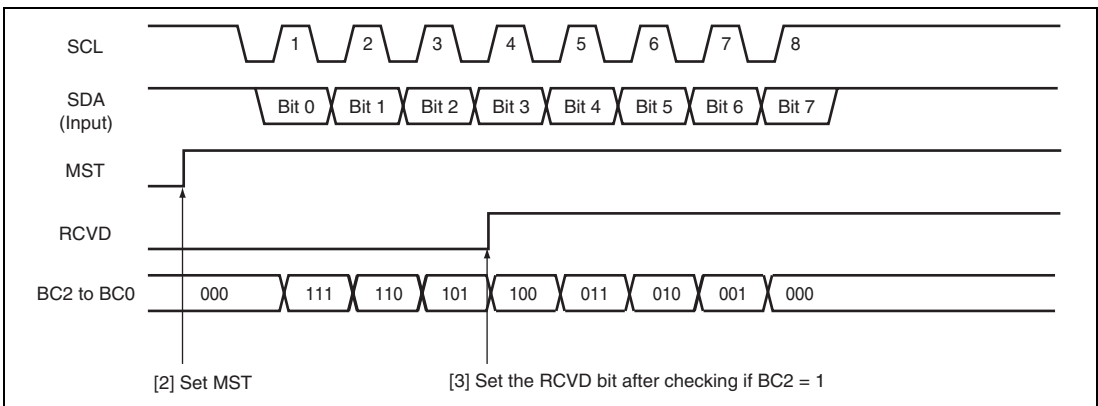 SCL 1 2 3 4 5 6 7 8
SDA
(Input) Bit 0 Bit 1 Bit 2 Bit 3 Bit 4 Bit 5 Bit 6 Bit 7
MST
RCVD
BC2 to BC0 000 111 110 101 100 011 010 001 000
[2] Set MST [3] Set the RCVD bit after checking if BC2 = 1